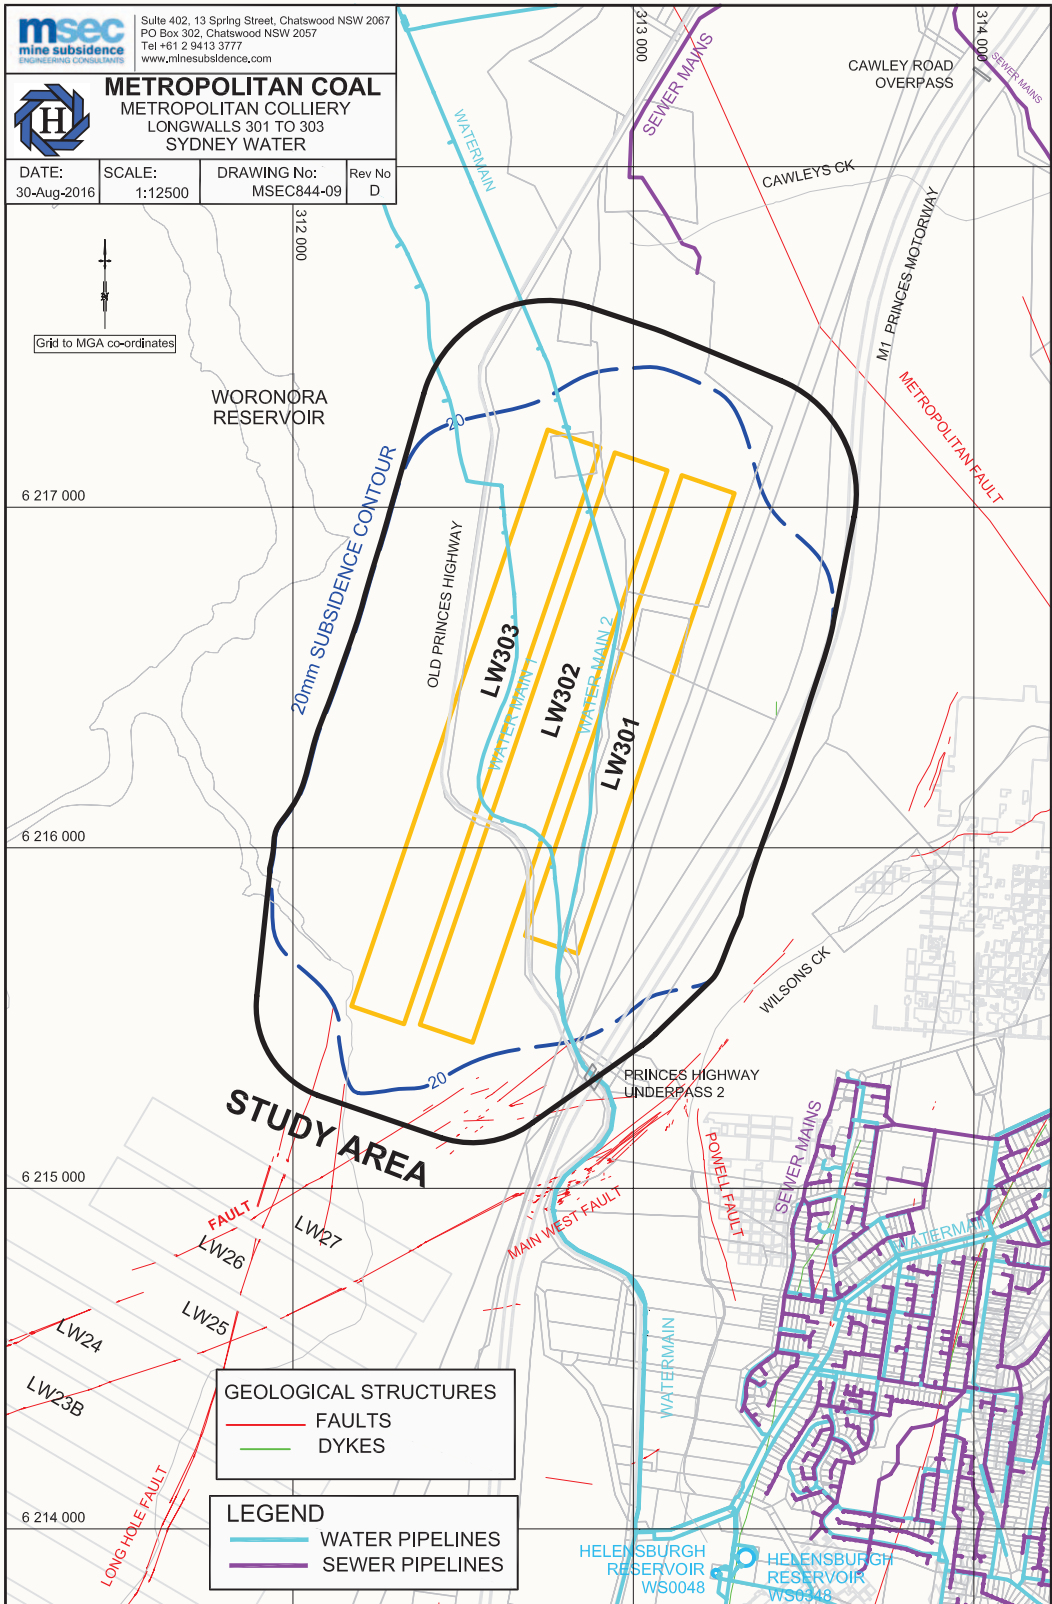 msec
mine subsidence
ENGINEERING CONSULTANTS
Suite 402, 13 Spring Street, Chatswood NSW 2067
PO Box 302, Chatswood NSW 2057
Tel +61 2 9413 3777
www.minesubsidence.com
H
METROPOLITAN COAL
METROPOLITAN COLLIERY
LONGWALLS 301 TO 303
SYDNEY WATER
DATE:
30-Aug-2016
SCALE:
1:12500
DRAWING No:
MSEC844-09
Rev No
D
312 000
313 000
314 000
N
Grid to MGA co-ordinates
WATERMAIN
SEWER MAINS
CAWLEY ROAD
OVERPASS
SEWER MAINS
CAWLEYS CK
M1 PRINCES MOTORWAY
METROPOLITAN FAULT
WORONORA
RESERVOIR
20
6 217 000
20mm SUBSIDENCE CONTOUR
OLD PRINCES HIGHWAY
LW303
WATER MAIN 1
LW302
WATER MAIN 2
LW301
6 216 000
WILSONS CK
20
PRINCES HIGHWAY
UNDERPASS 2
STUDY AREA
6 215 000
FAULT
LW27
LW26
LW25
LW24
LW23B
MAIN WEST FAULT
POWELL FAULT
SEWER MAINS
WATERMAIN
WATERMAIN
GEOLOGICAL STRUCTURES
FAULTS
DYKES
LONG HOLE FAULT
6 214 000
LEGEND
WATER PIPELINES
SEWER PIPELINES
HELENSBURGH
RESERVOIR
WS0048
HELENSBURGH
RESERVOIR
WS0348